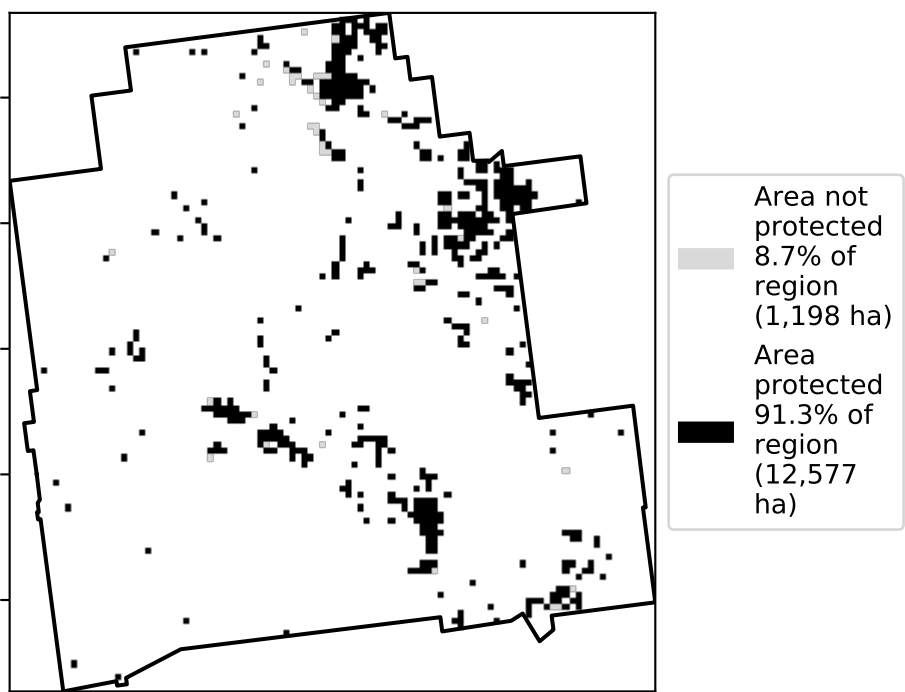 Area not
protected
8.7% of
region
(1,198 ha)
Area
protected
91.3% of
region
(12,577
ha)